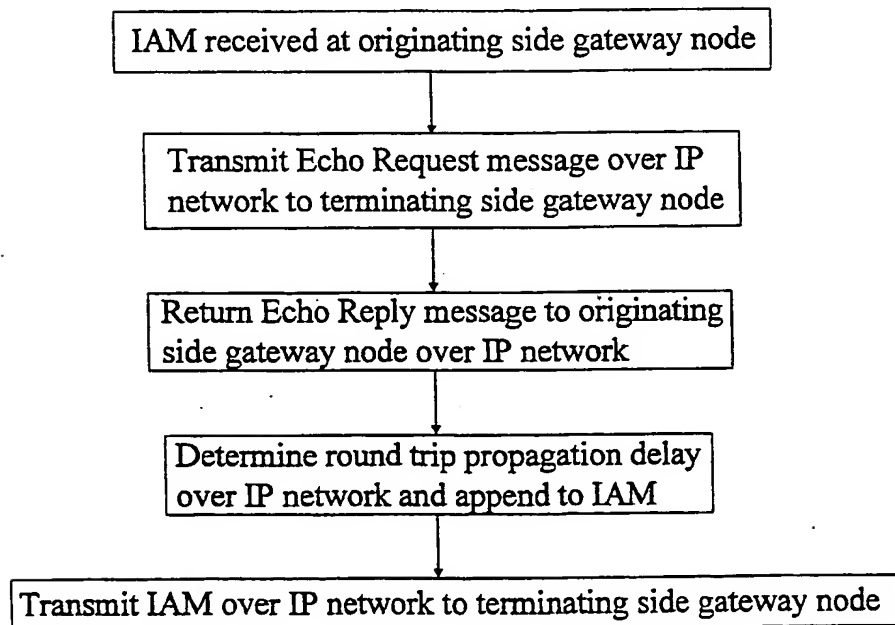 IAM received at originating side gateway node
Transmit Echo Request message over IP
network to terminating side gateway node
Return Echo Reply message to originating
side gateway node over IP network
Determine round trip propagation delay
over IP network and append to IAM
Transmit IAM over IP network to terminating side gateway node